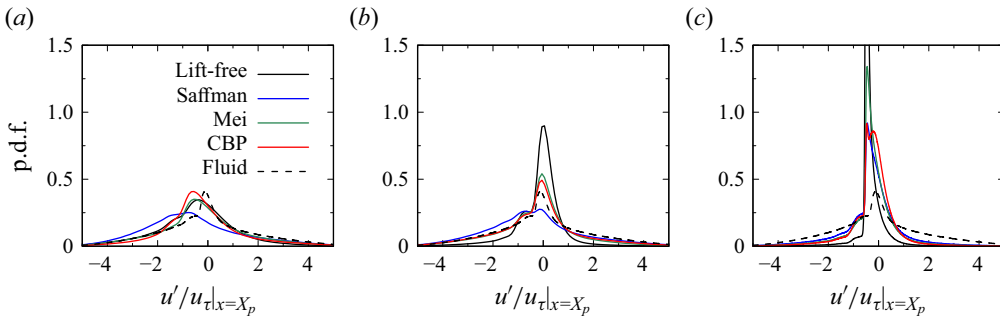 (a)
1.5
1.0
0.5
0
p.d.f.
Lift-free
Saffman
Mei
CBP
Fluid
−4 −2 0 2 4
u′/uτ|x=Xp
(b)
1.5
1.0
0.5
0
−4 −2 0 2 4
u′/uτ|x=Xp
(c)
1.5
1.0
0.5
0
−4 −2 0 2 4
u′/uτ|x=Xp